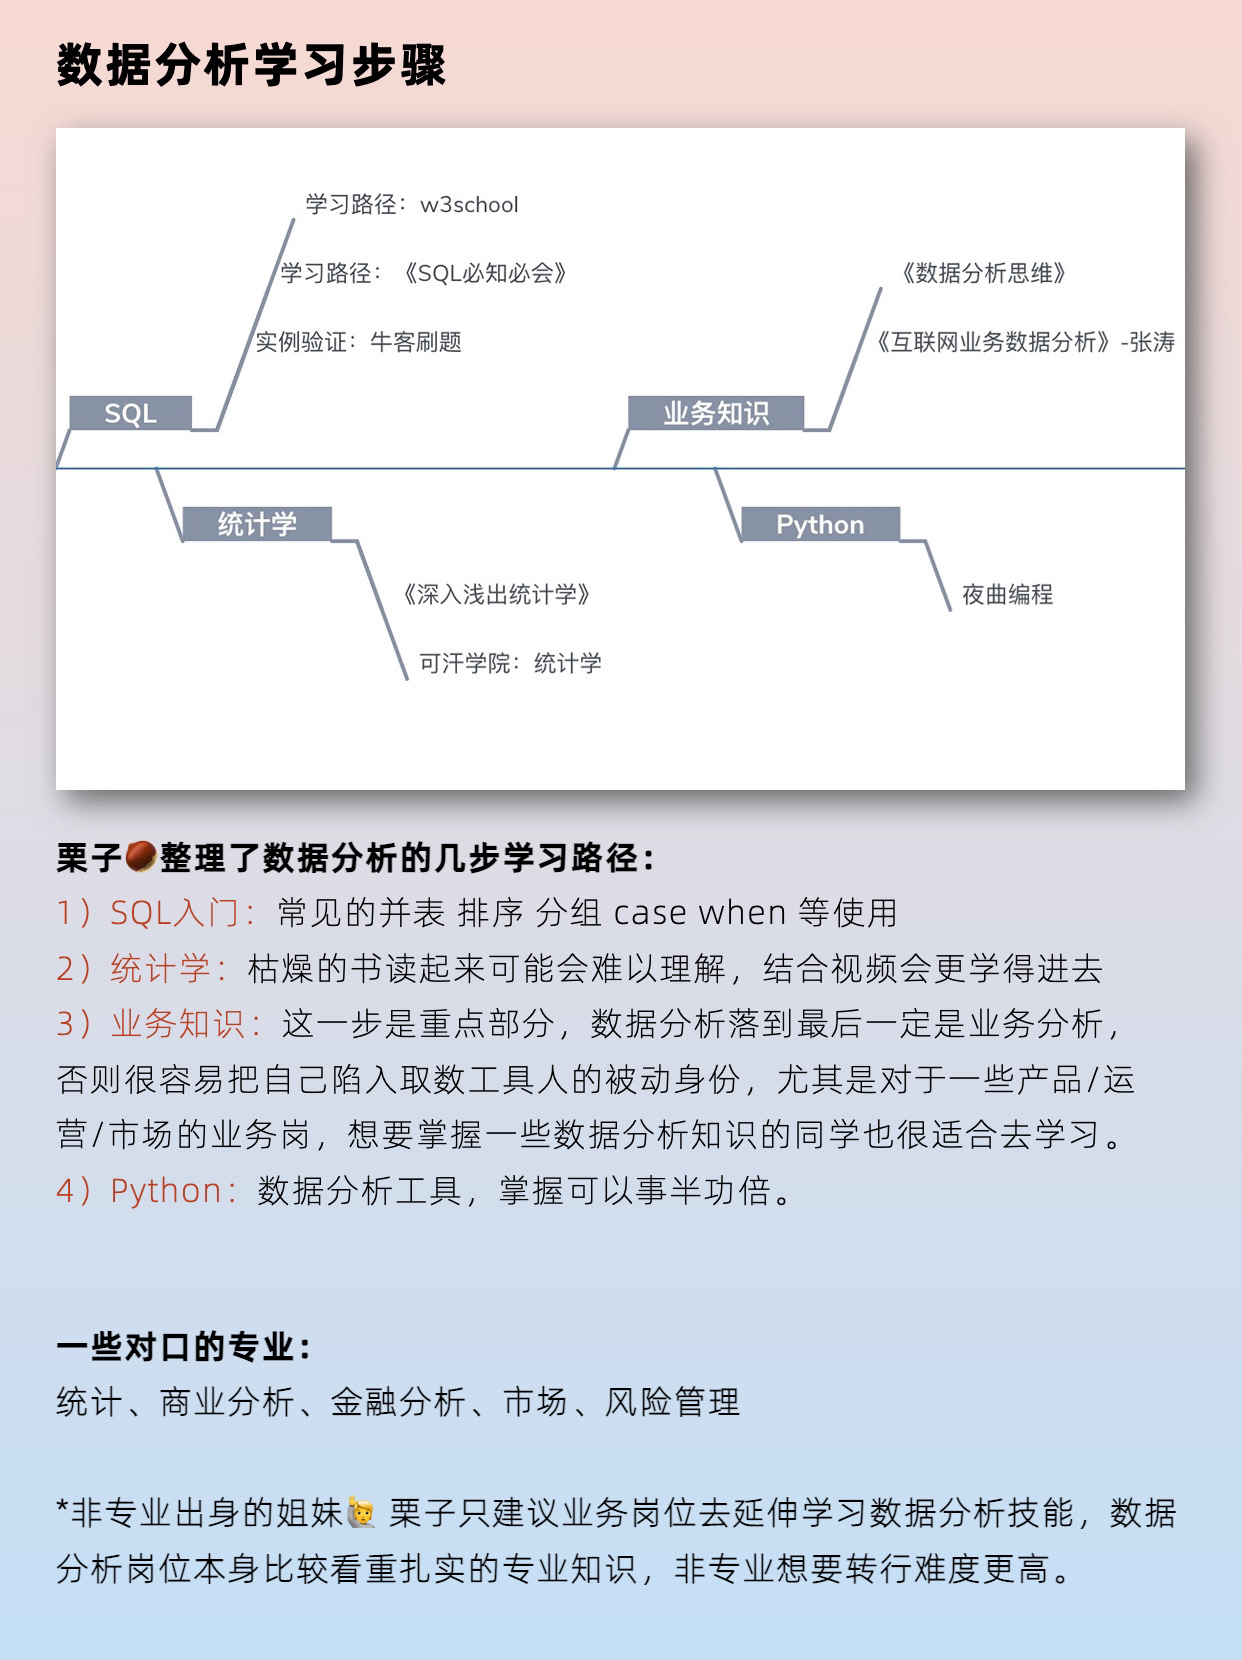 数据分析学习步骤
学习路径：w3school
学习路径：《SQL必知必会》
实例验证：牛客刷题
SQL
统计学
《深入浅出统计学》
可汗学院：统计学
《数据分析思维》
《互联网业务数据分析》-张涛
业务知识
Python
夜曲编程
栗子🌰整理了数据分析的几步学习路径：
1）SQL入门：常见的并表 排序 分组 case when 等使用
2）统计学：枯燥的书读起来可能会难以理解，结合视频会更学得进去
3）业务知识：这一步是重点部分，数据分析落到最后一定是业务分析，
否则很容易把自己陷入取数工具人的被动身份，尤其是对于一些产品/运
营/市场的业务岗，想要掌握一些数据分析知识的同学也很适合去学习。
4）Python：数据分析工具，掌握可以事半功倍。
一些对口的专业：
统计、商业分析、金融分析、市场、风险管理
*非专业出身的姐妹🙋 栗子只建议业务岗位去延伸学习数据分析技能，数据
分析岗位本身比较看重扎实的专业知识，非专业想要转行难度更高。